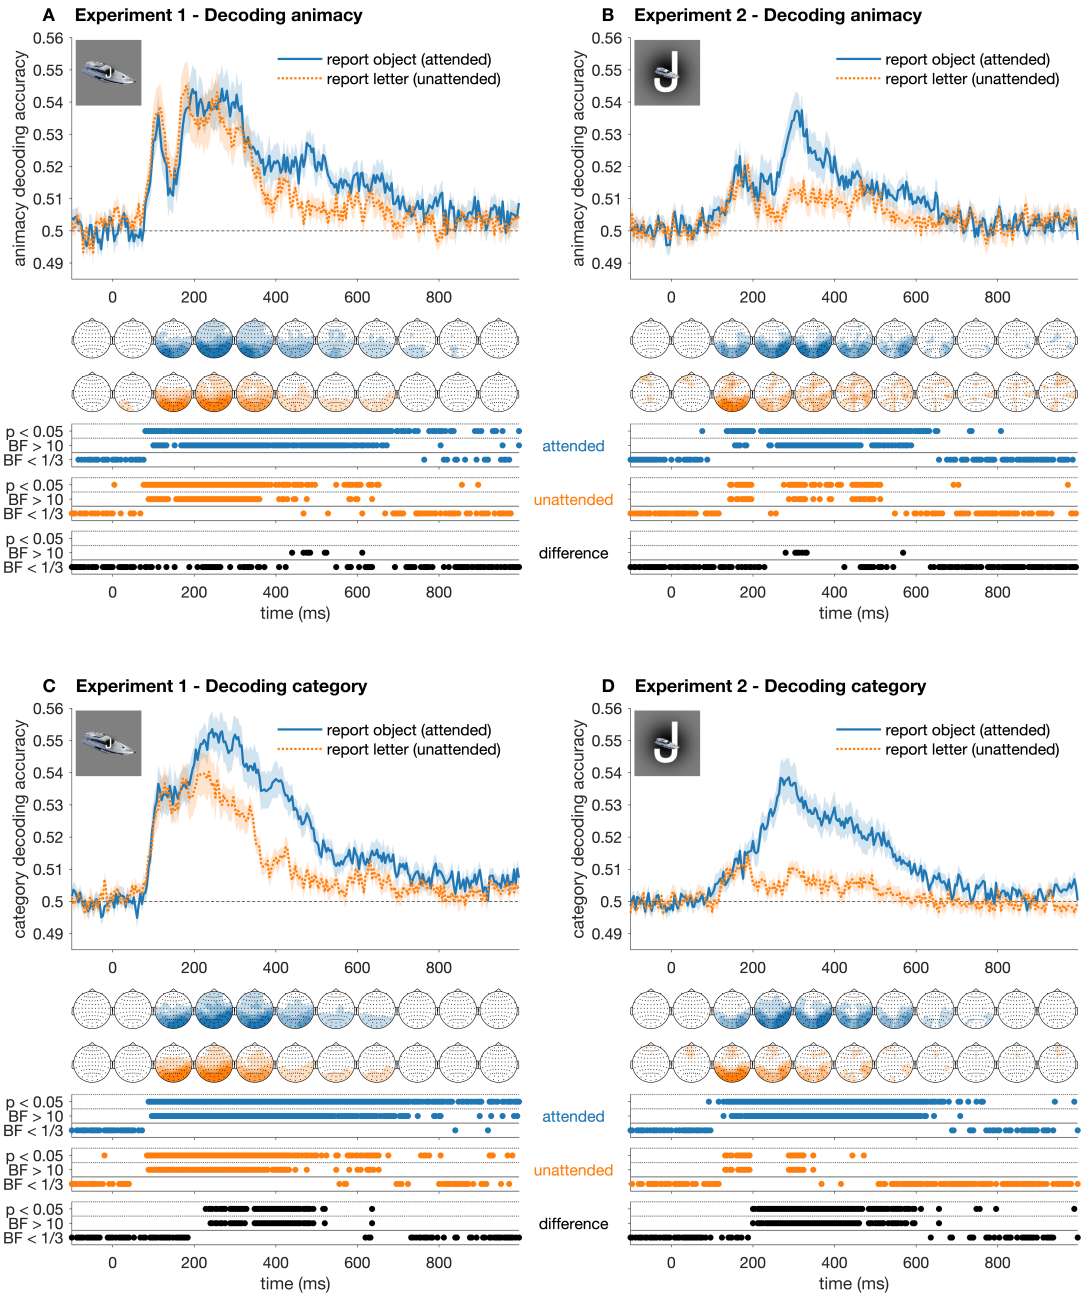 A Experiment 1 - Decoding animacy
animacy decoding accuracy
0.56
0.55
0.54
0.53
0.52
0.51
0.5
0.49
report object (attended)
report letter (unattended)
0 200 400 600 800
p < 0.05
BF > 10
BF < 1/3
p < 0.05
BF > 10
BF < 1/3
p < 0.05
BF > 10
BF < 1/3
0 200 400 600 800
time (ms)
attended
unattended
difference
B Experiment 2 - Decoding animacy
animacy decoding accuracy
0.56
0.55
0.54
0.53
0.52
0.51
0.5
0.49
J
report object (attended)
report letter (unattended)
0 200 400 600 800
0 200 400 600 800
time (ms)
C Experiment 1 - Decoding category
category decoding accuracy
0.56
0.55
0.54
0.53
0.52
0.51
0.5
0.49
report object (attended)
report letter (unattended)
0 200 400 600 800
p < 0.05
BF > 10
BF < 1/3
p < 0.05
BF > 10
BF < 1/3
p < 0.05
BF > 10
BF < 1/3
0 200 400 600 800
time (ms)
attended
unattended
difference
D Experiment 2 - Decoding category
category decoding accuracy
0.56
0.55
0.54
0.53
0.52
0.51
0.5
0.49
J
report object (attended)
report letter (unattended)
0 200 400 600 800
0 200 400 600 800
time (ms)